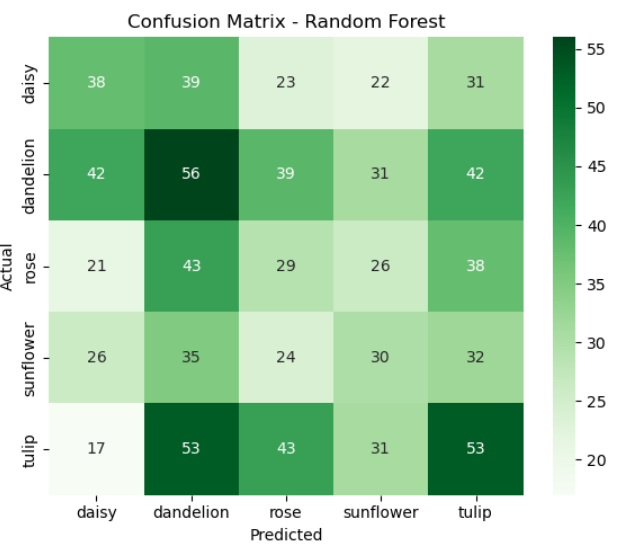 Confusion Matrix - Random Forest
Actual
daisy 38 39 23 22 31
dandelion 42 56 39 31 42
rose 21 43 29 26 38
sunflower 26 35 24 30 32
tulip 17 53 43 31 53
daisy dandelion rose sunflower tulip
Predicted
55
50
45
40
35
30
25
20